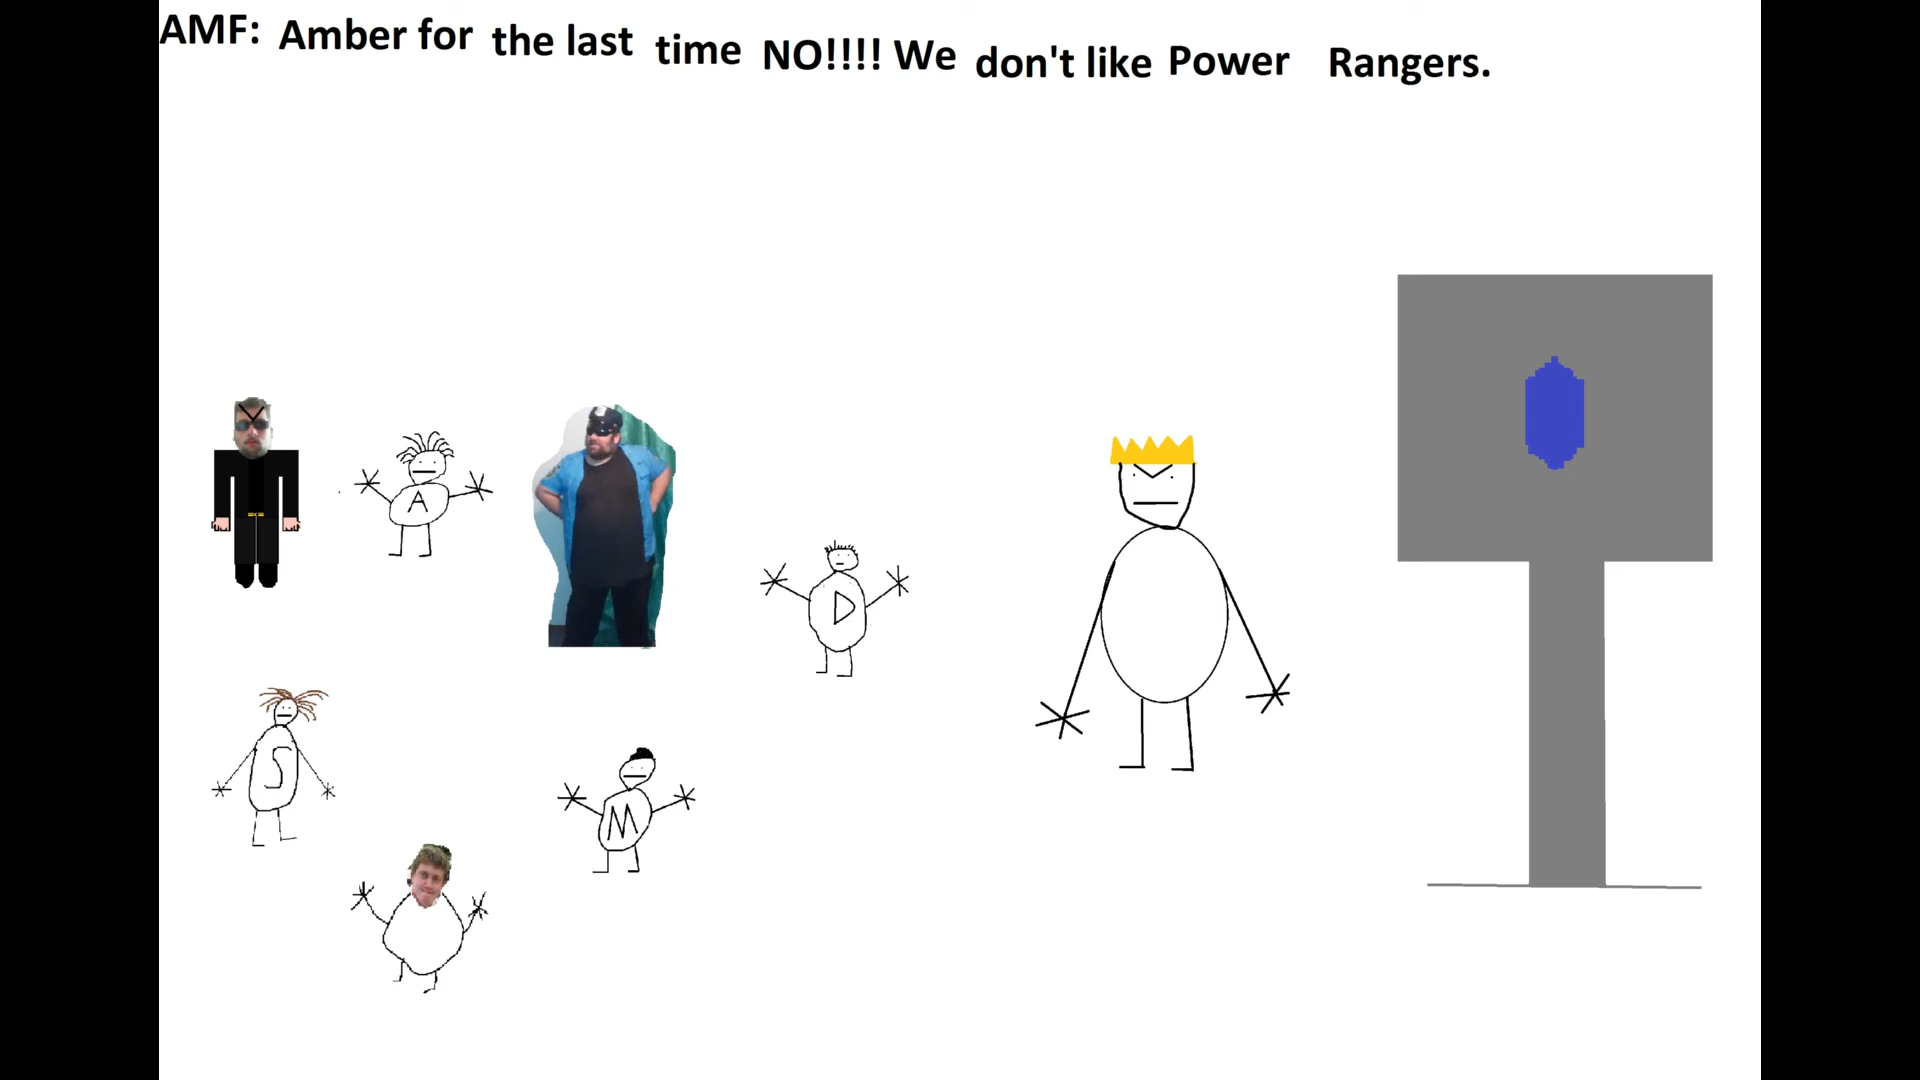 AMF: Amber for the last time NO!!!! We don't like Power Rangers.
A
D
S
M